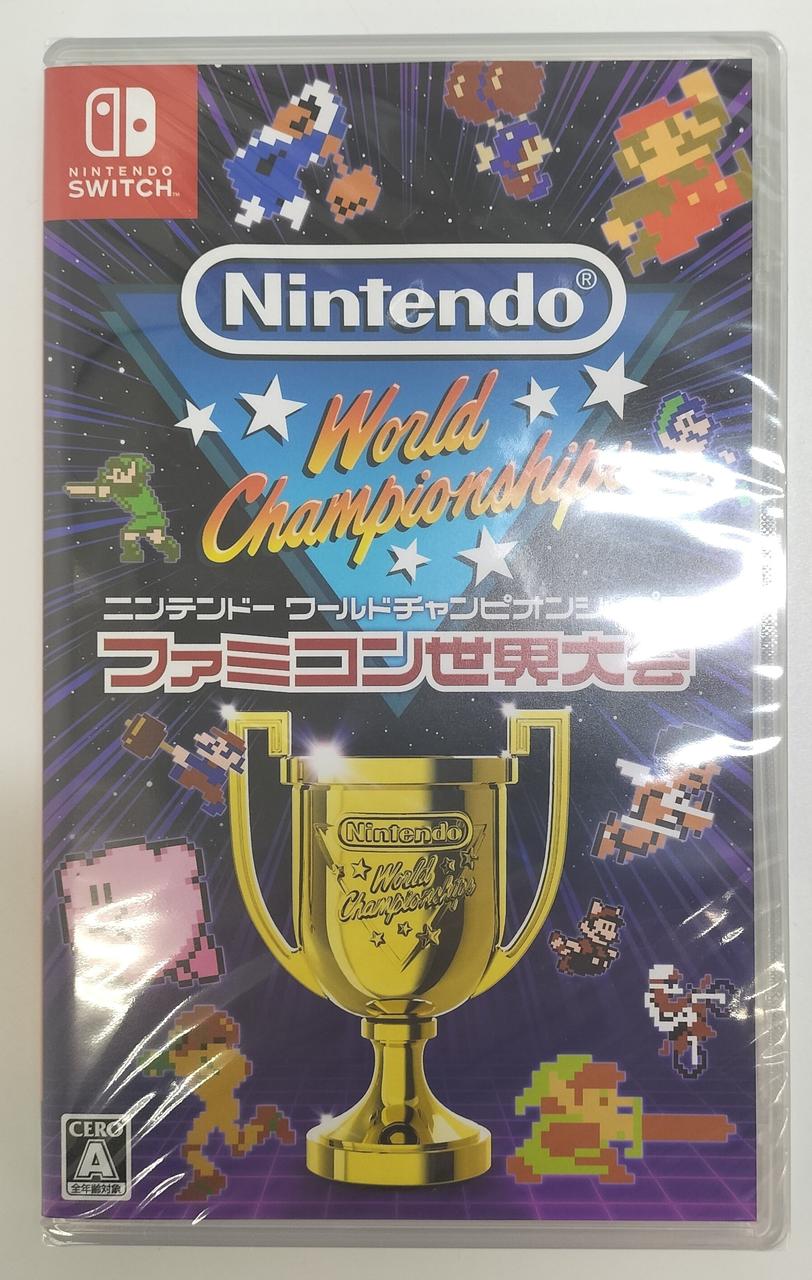 NINTENDO
SWITCH™
Nintendo®
World
Championships
ニンテンドー ワールドチャンピオンシップ
ファミコン世界大会
Nintendo
World
Championships
CERO
A
全年齢対象